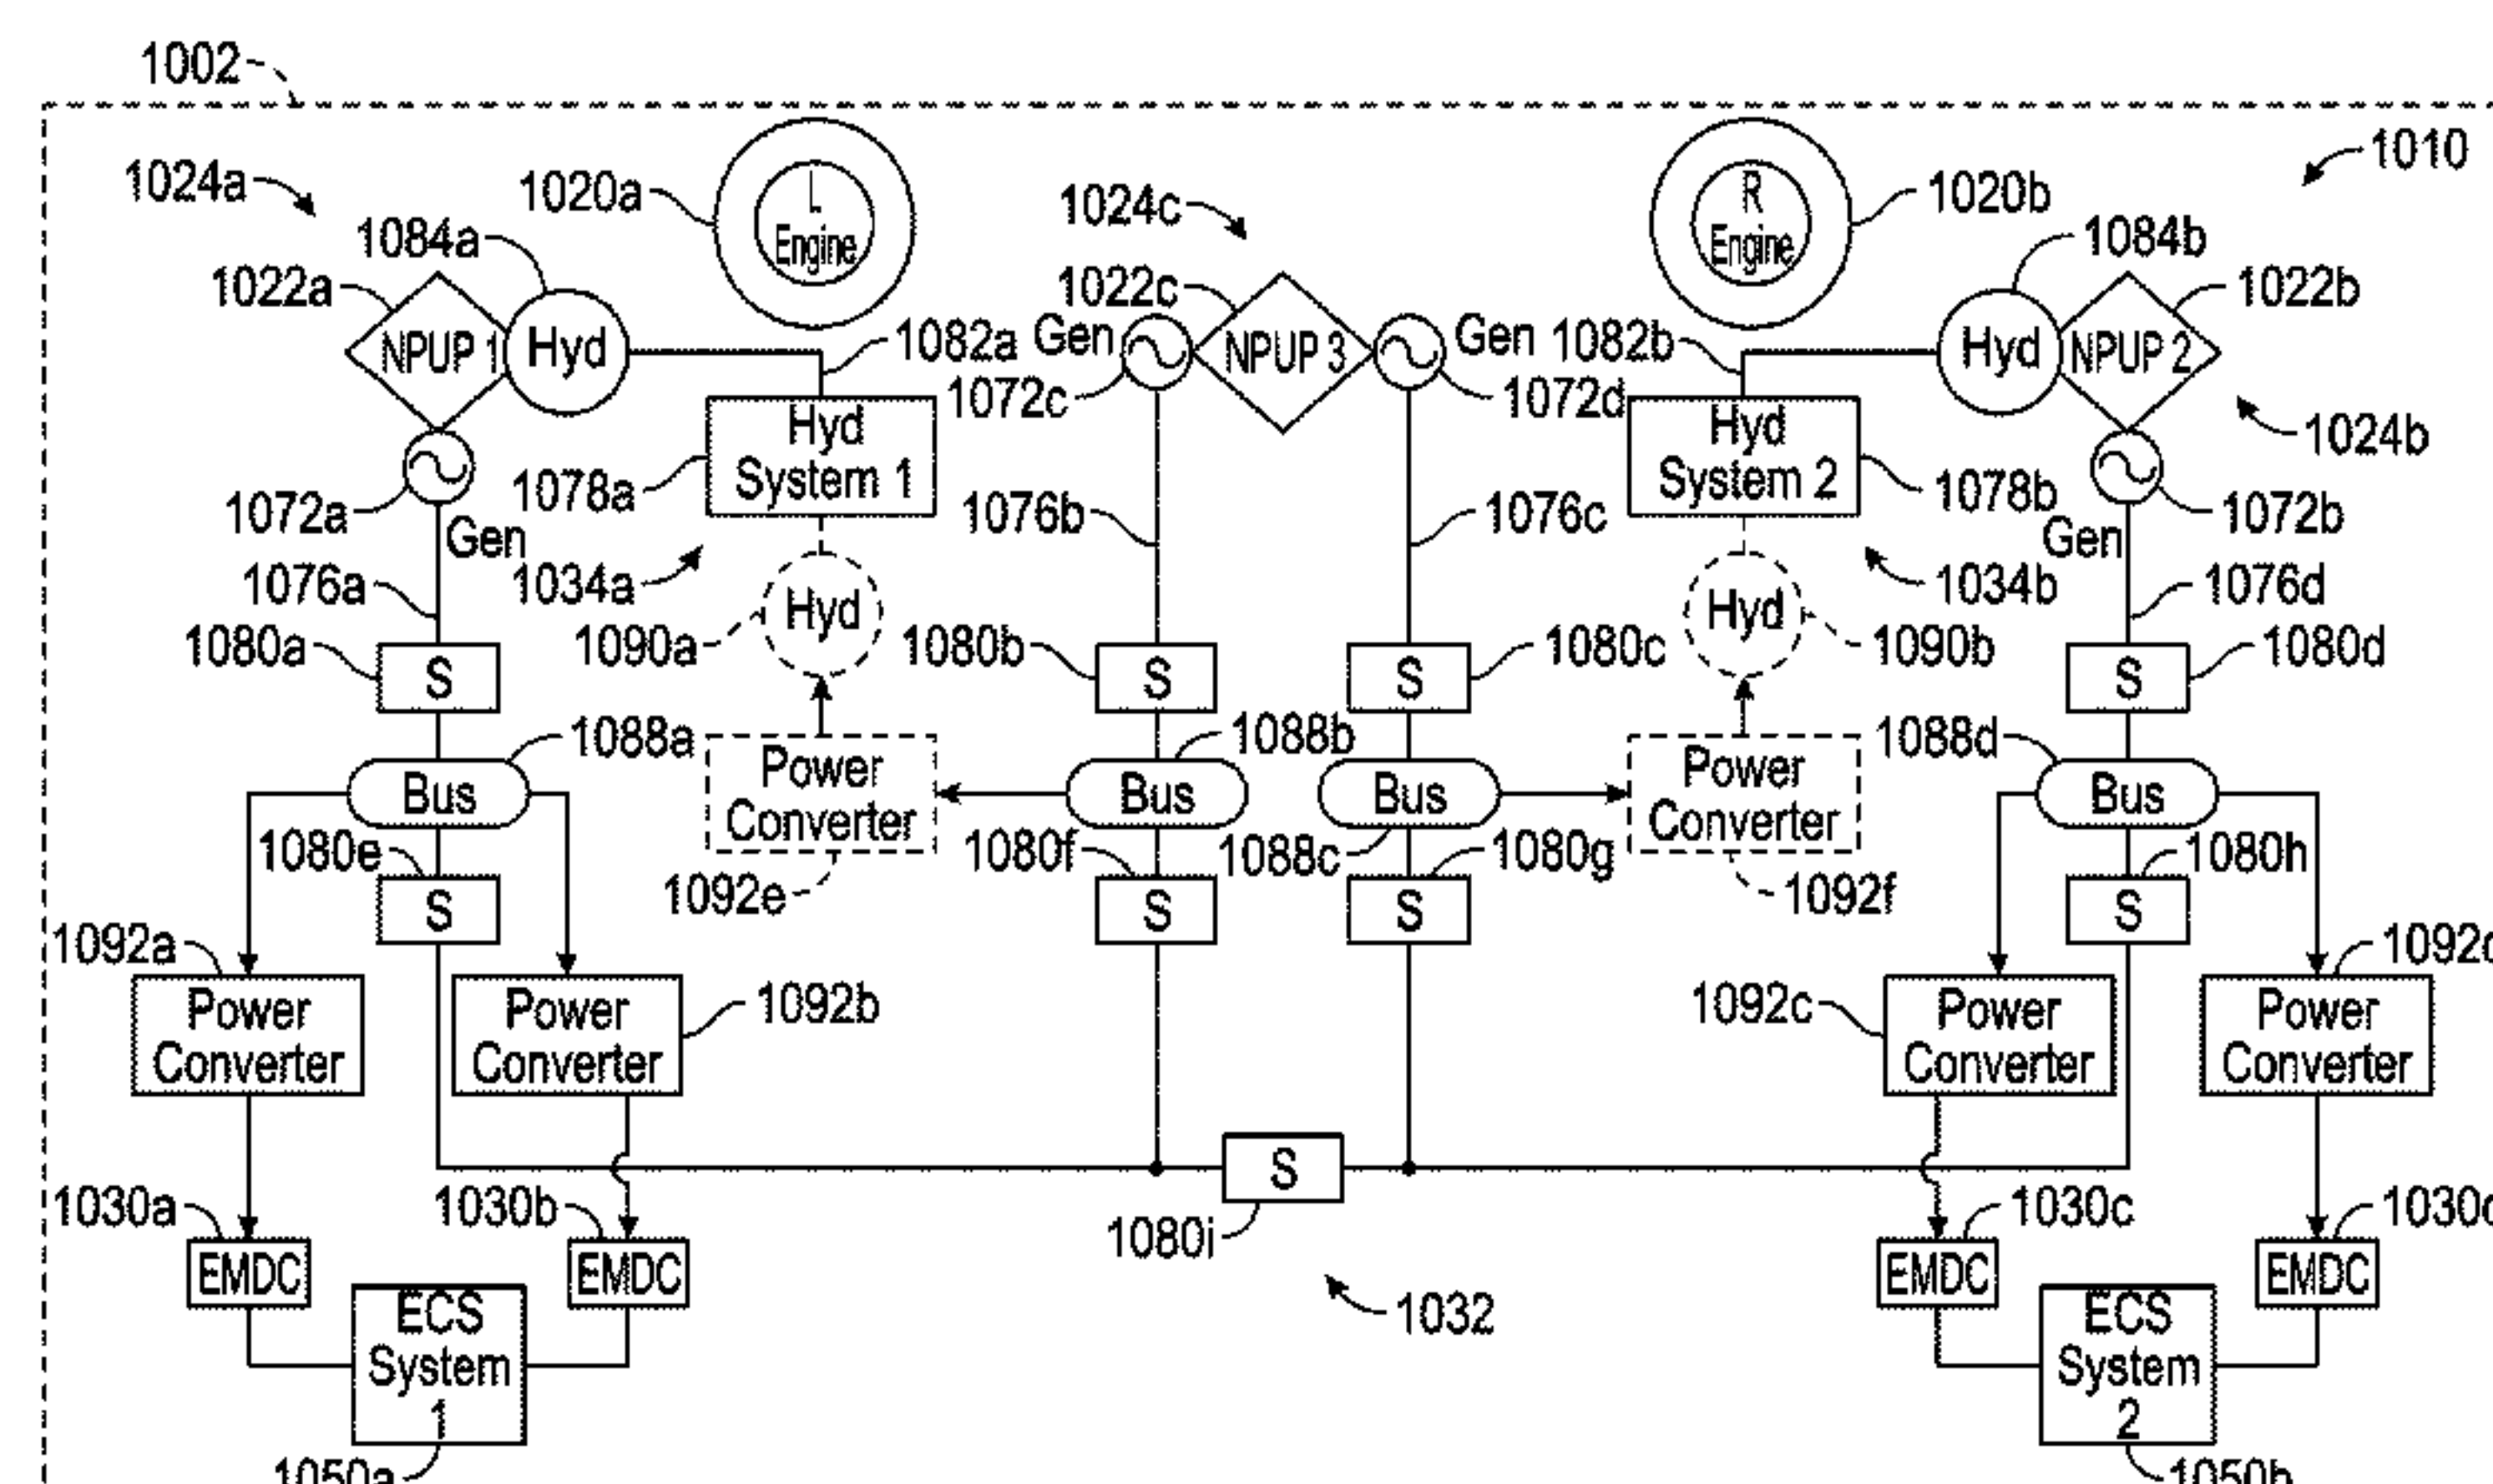 1002
1010
1024a
1020a
L
Engine
1024c
R
Engine
1020b
1084a
1084b
1022a
1022c
1022b
NPUP 1
Hyd
1082a
Gen
NPUP 3
Gen
1082b
Hyd
NPUP 2
1072c
1072d
Hyd
System 1
Hyd
System 2
1024b
1072a
1078a
1076b
1076c
1078b
1072b
Gen
Gen
1076a
1034a
1034b
1076d
Hyd
Hyd
1080a
1090a
1080b
1080c
1090b
1080d
S
S
S
S
1088a
1088b
1088d
Bus
Power
Converter
Bus
Bus
Power
Converter
Bus
1080e
1080f
1088c
1080g
1080h
1092e
1092f
S
S
S
S
1092a
1092b
1092c
Power
Converter
Power
Converter
Power
Converter
Power
Converter
S
1030a
1030b
1080i
1030c
EMDC
EMDC
EMDC
EMDC
1032
ECS
System
1
ECS
System
2
1050a
1050b